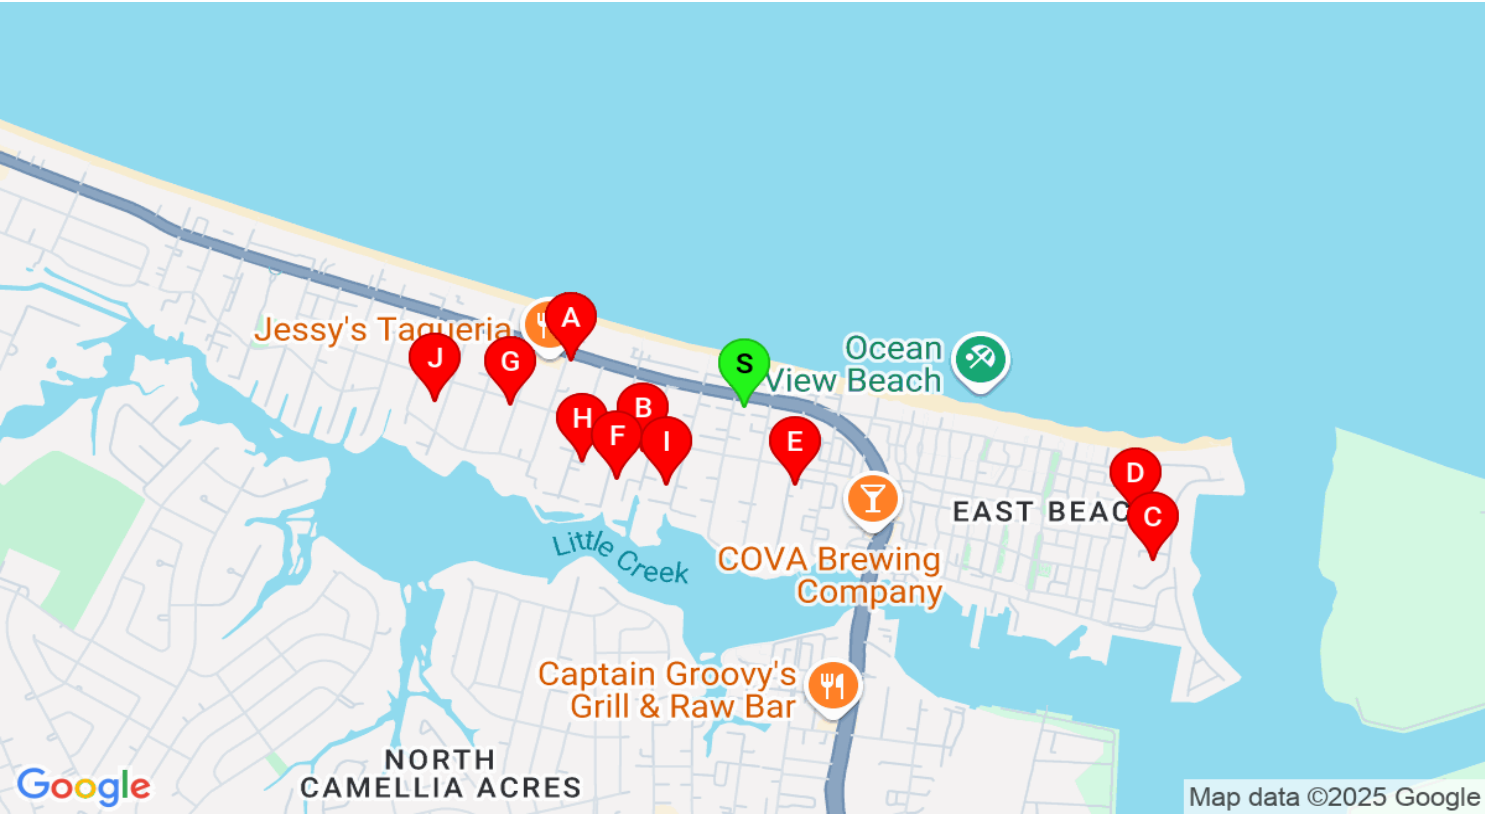 Jessy's Taqueria
A
J
G
S
Ocean
View Beach
H
B
F
I
E
D
C
EAST BEAC
Little Creek
COVA Brewing
Company
Captain Groovy's
Grill & Raw Bar
NORTH
CAMELLIA ACRES
Google
Map data ©2025 Google